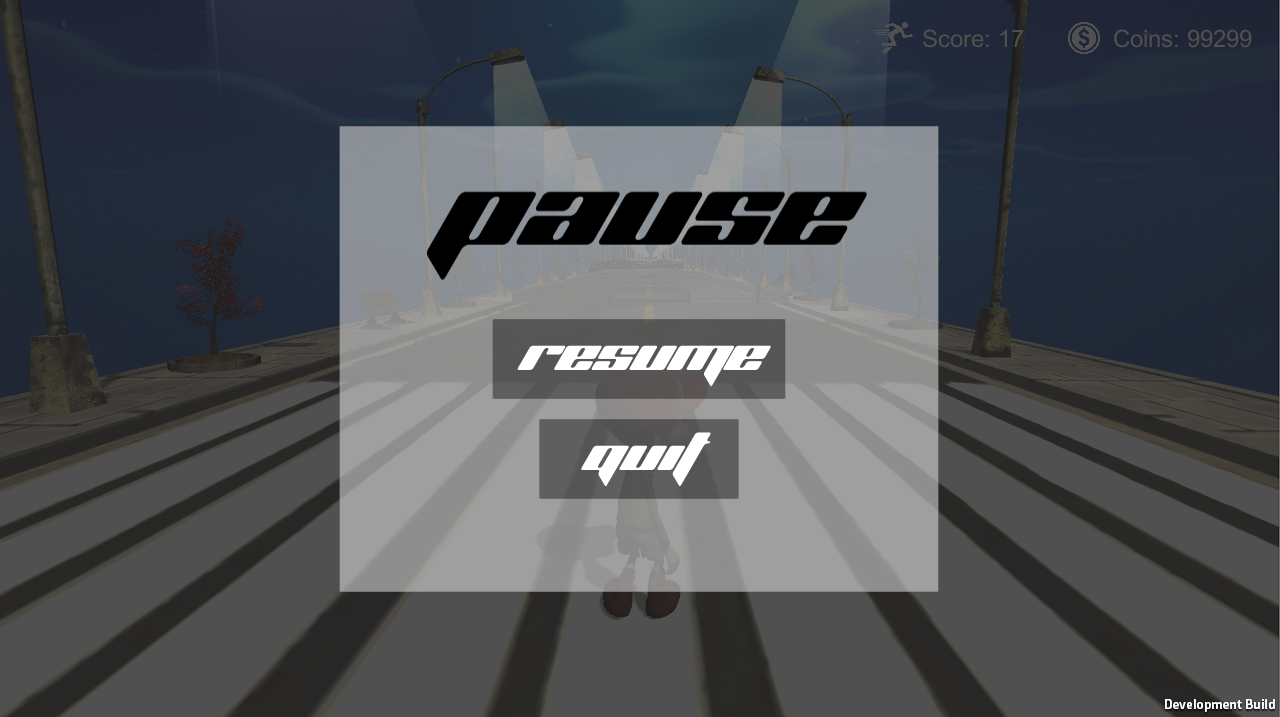 Score: 17
Coins: 99299
pause
resume
quit
Development Build